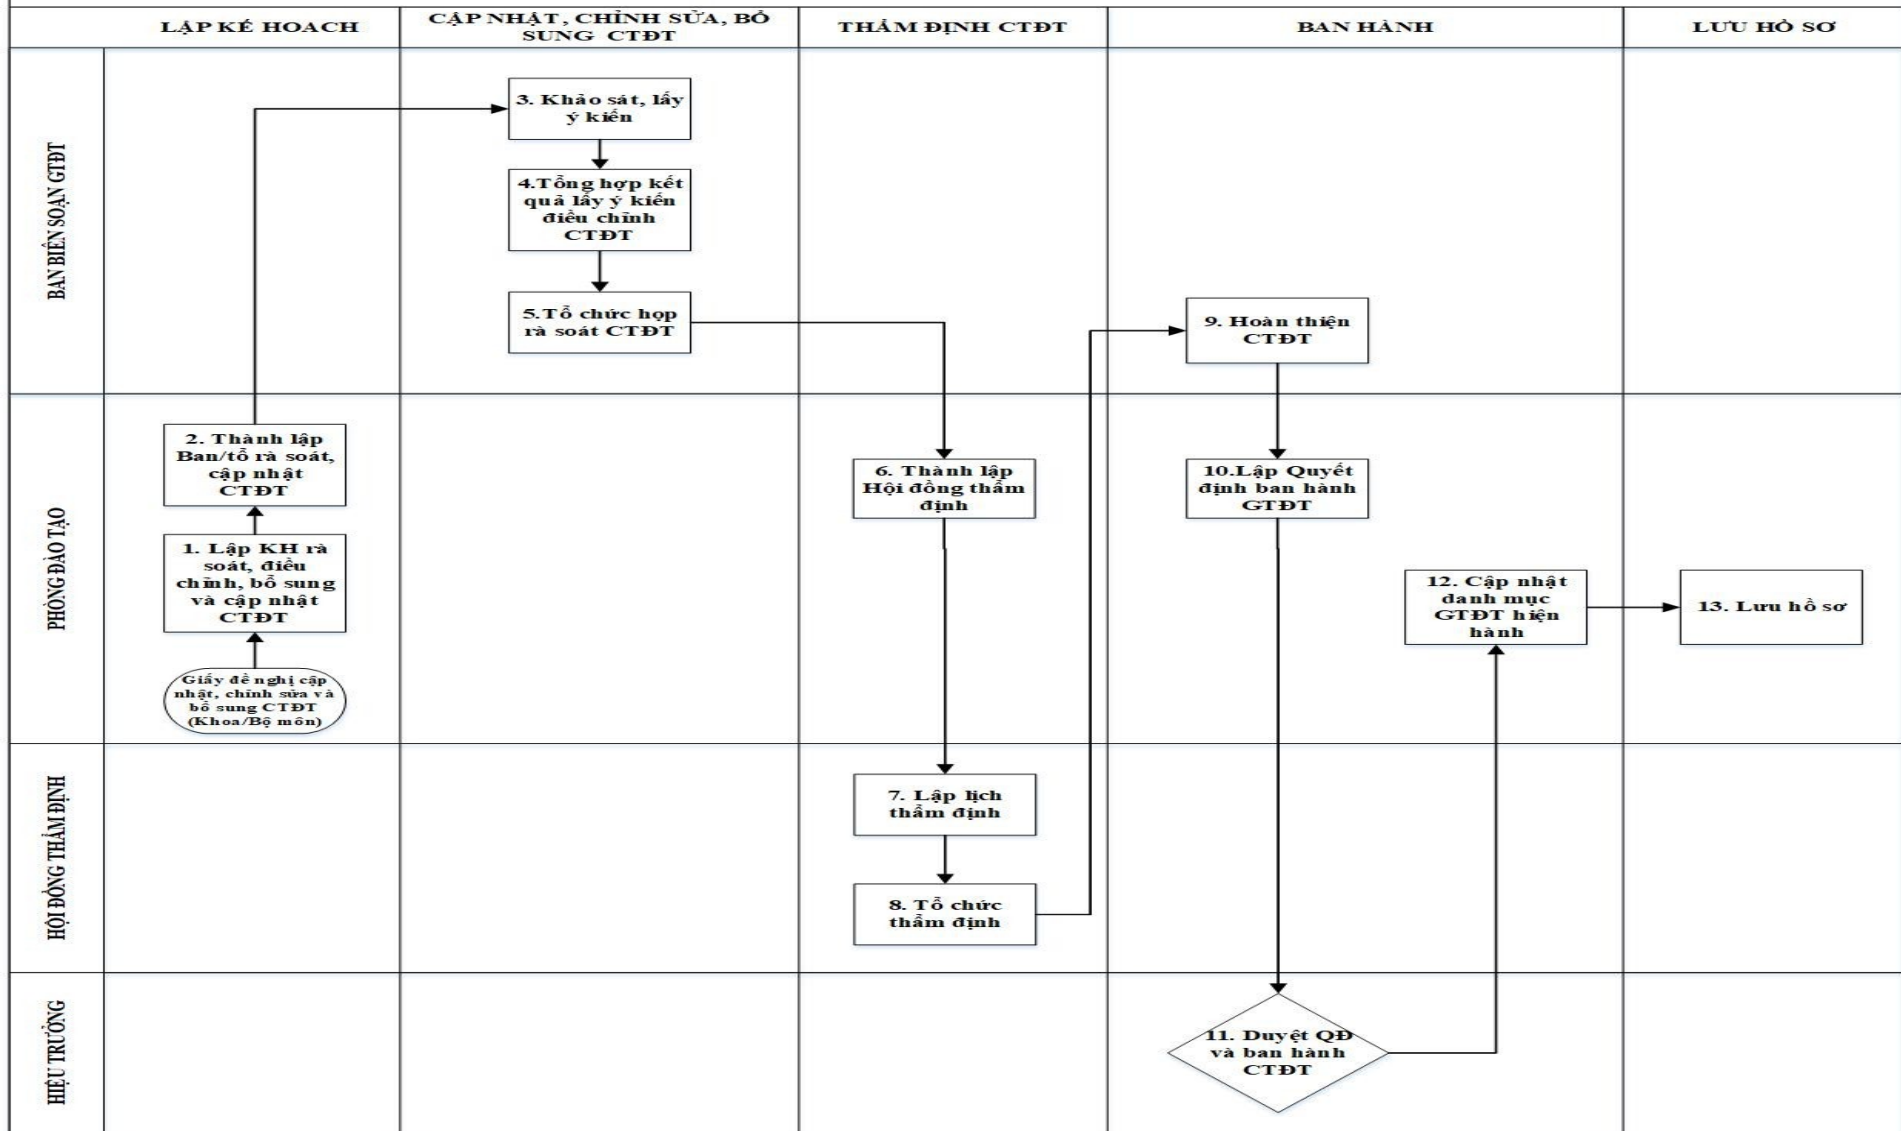 LẬP KẾ HOẠCH
CẬP NHẬT, CHỈNH SỬA, BỔ
SUNG CTĐT
THẨM ĐỊNH CTĐT
BAN HÀNH
LƯU HỒ SƠ
BAN BIÊN SOẠN GTĐT
3. Khảo sát, lấy
ý kiến
4.Tổng hợp kết
quả lấy ý kiến
điều chỉnh
CTĐT
5.Tổ chức họp
rà soát CTĐT
9. Hoàn thiện
CTĐT
PHÒNG ĐÀO TẠO
2. Thành lập
Ban/tổ rà soát,
cập nhật
CTĐT
1. Lập KH rà
soát, điều
chỉnh, bổ sung
và cập nhật
CTĐT
Giấy đề nghị cập
nhật, chỉnh sửa và
bổ sung CTĐT
(Khoa/Bộ môn)
6. Thành lập
Hội đồng thẩm
định
10.Lập Quyết
định ban hành
GTĐT
12. Cập nhật
danh mục
GTĐT hiện
hành
13. Lưu hồ sơ
HỘI ĐỒNG THẨM ĐỊNH
7. Lập lịch
thẩm định
8. Tổ chức
thẩm định
HIỆU TRƯỞNG
11. Duyệt QĐ
và ban hành
CTĐT